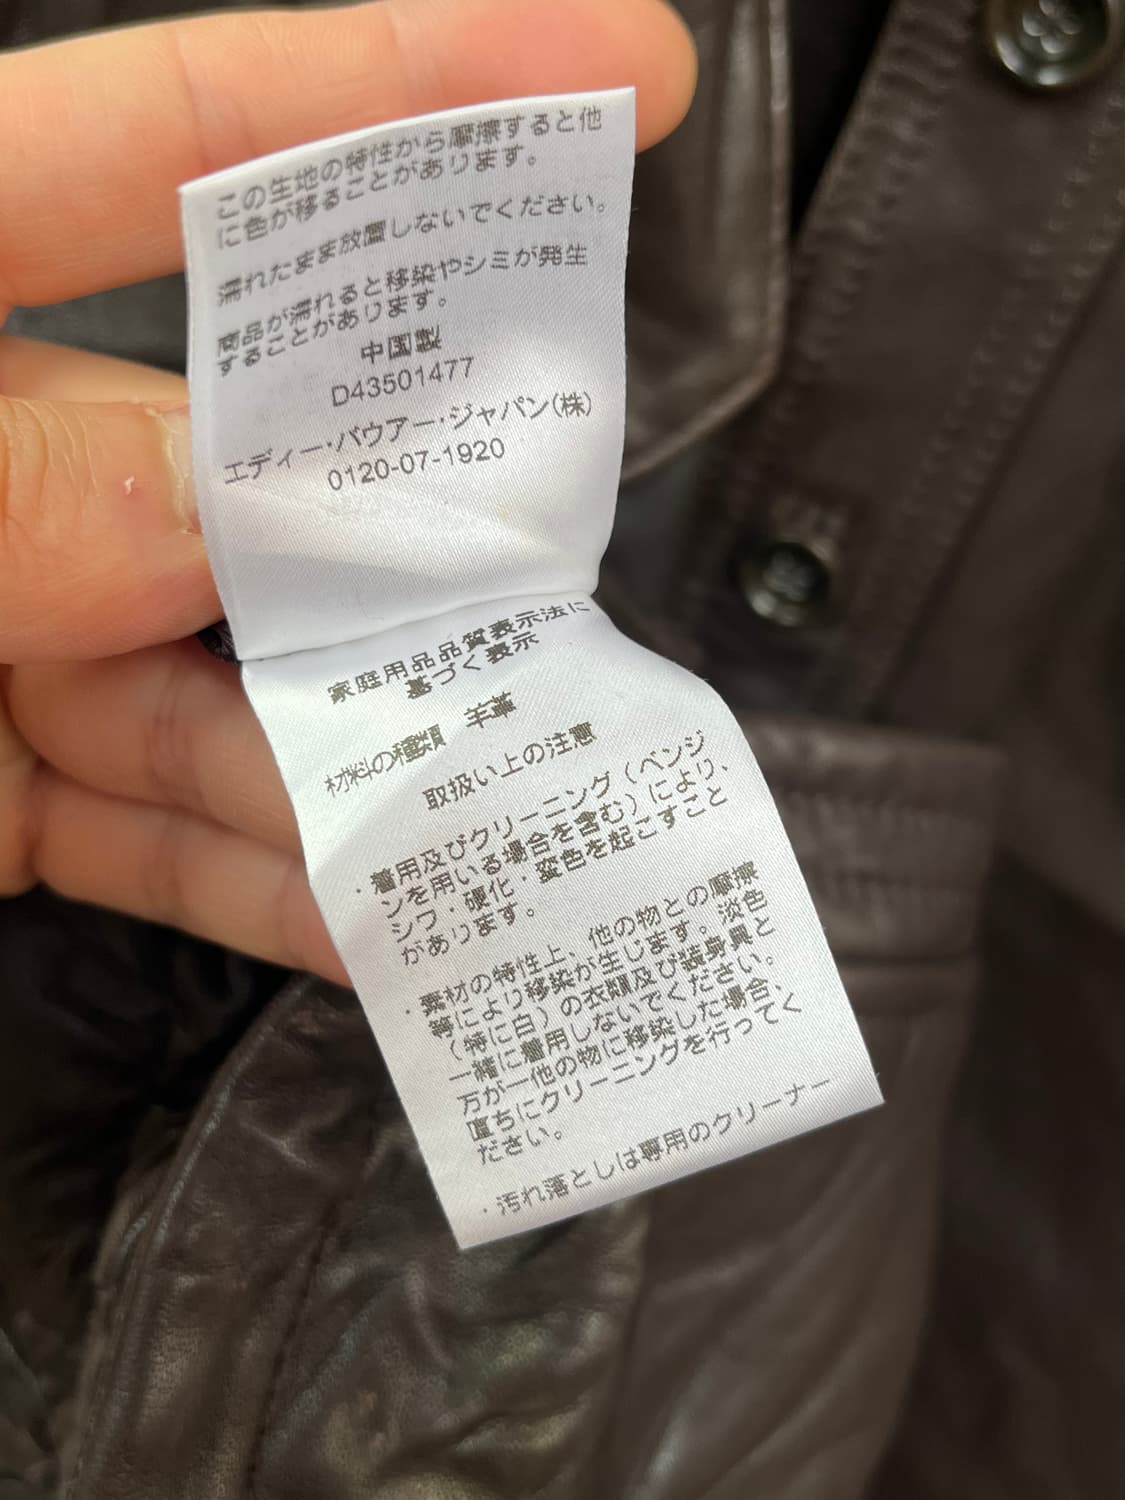 この生地の特性から摩擦すると他
に色が移ることがあります。
濡れたまま放置しないでください。
商品が濡れると移染やシミが発生
することがあります。
中国製
D43501477
エディー・バウアー・ジャパン(株)
0120-07-1920
家庭用品品質表示法に
基づく表示
材料の種類 羊革
取扱い上の注意
・着用及びクリーニング(ベンジ
ンを用いる場合を含む)により、
シワ・硬化・変色を起こすこと
があります。
・素材の特性上、他の物との摩擦
等により移染が生じます。淡色
(特に白)の衣類及び装身具と
一緒に着用しないでください。
万が一他の物に移染した場合、
直ちにクリーニングを行ってく
ださい。
・汚れ落としは専用のクリーナー